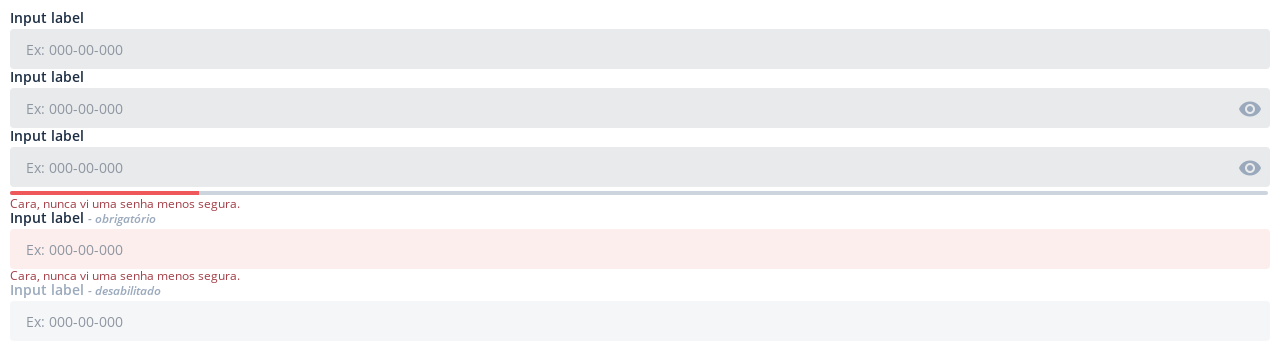 Input label
Ex: 000-00-000
Input label
Ex: 000-00-000
Input label
Ex: 000-00-000
Cara, nunca vi uma senha menos segura.
Input label - obrigatório
Ex: 000-00-000
Cara, nunca vi uma senha menos segura.
Input label - desabilitado
Ex: 000-00-000